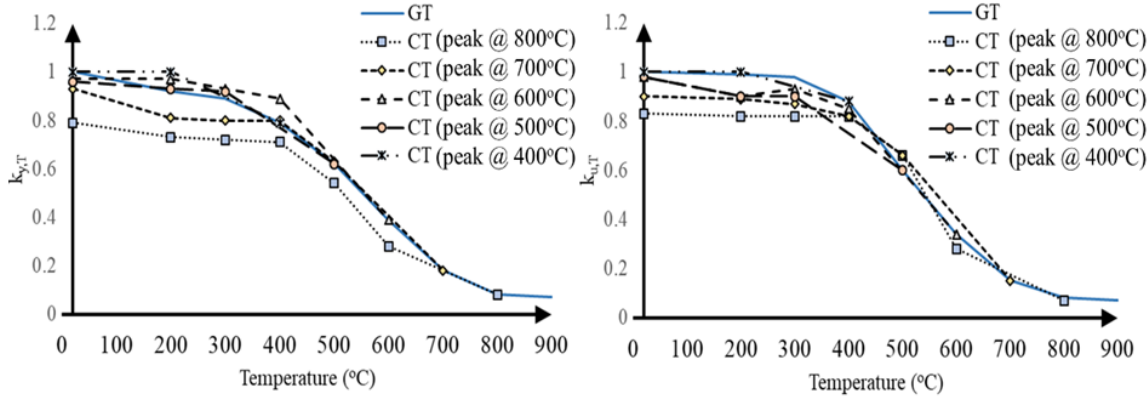 1.2
1
0.8
0.6
0.4
0.2
0
k_y,T
GT
CT (peak @ 800°C)
CT (peak @ 700°C)
CT (peak @ 600°C)
CT (peak @ 500°C)
CT (peak @ 400°C)
0 100 200 300 400 500 600 700 800 900
Temperature (°C)
1.2
1
0.8
0.6
0.4
0.2
0
k_u,T
GT
CT (peak @ 800°C)
CT (peak @ 700°C)
CT (peak @ 600°C)
CT (peak @ 500°C)
CT (peak @ 400°C)
0 100 200 300 400 500 600 700 800 900
Temperature (°C)